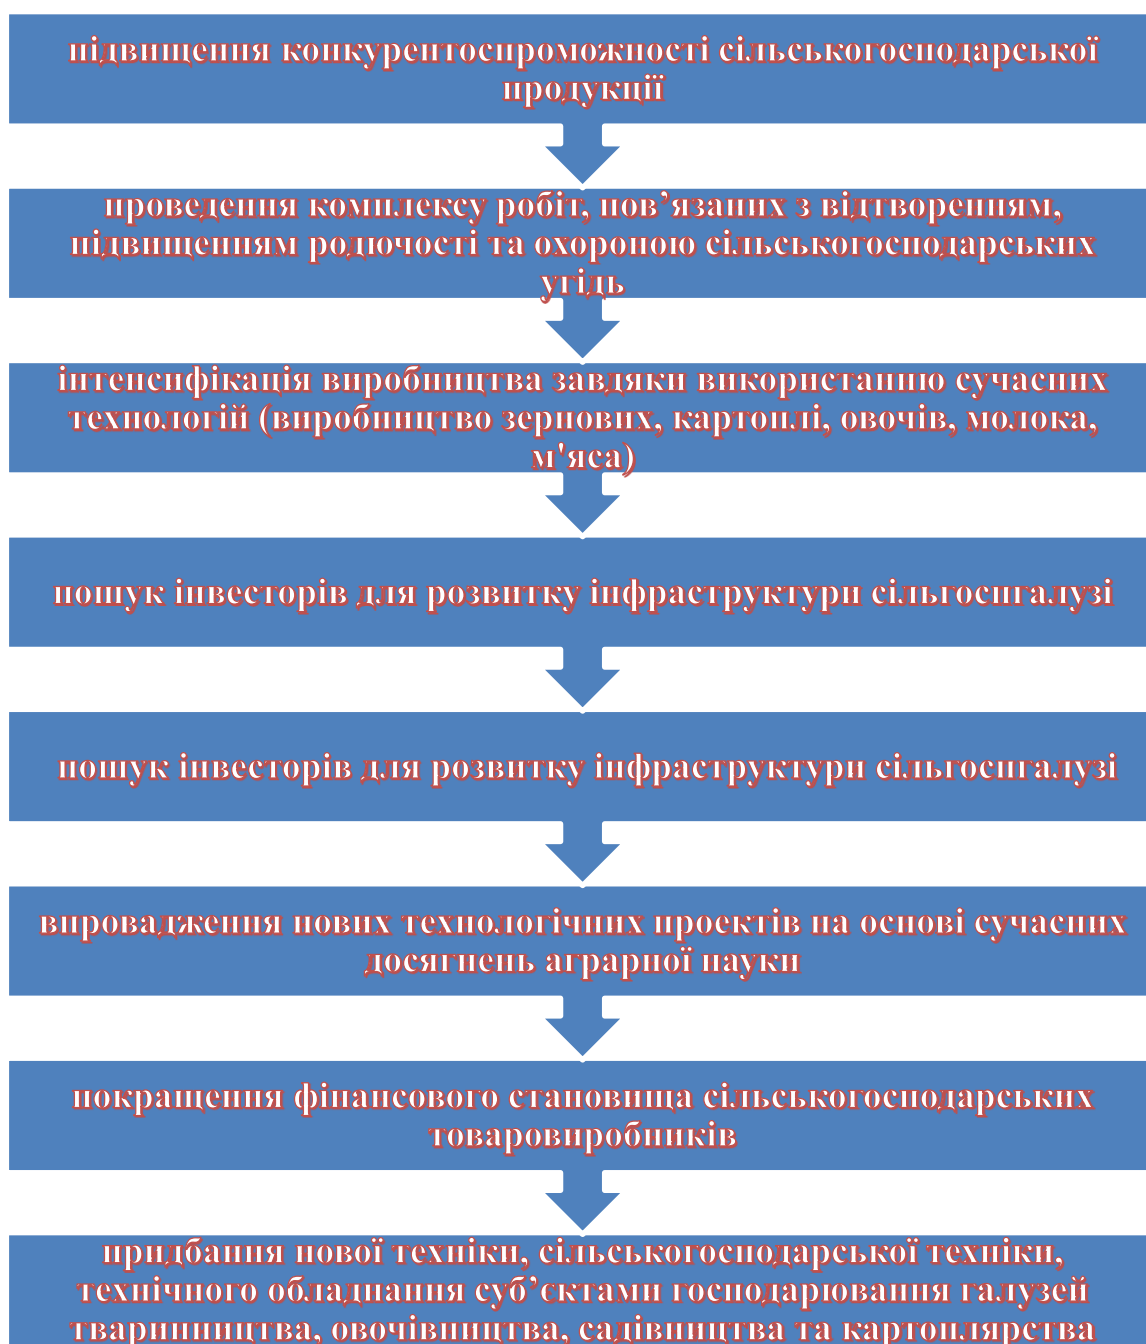 підвищення конкурентоспроможності сільськогосподарської
продукції
проведення комплексу робіт, пов’язаних з відтворенням,
підвищенням родючості та охороною сільськогосподарських
угідь
інтенсифікація виробництва завдяки використанню сучасних
технологій (виробництво зернових, картоплі, овочів, молока,
м'яса)
пошук інвесторів для розвитку інфраструктури сільгоспгалузі
пошук інвесторів для розвитку інфраструктури сільгоспгалузі
впровадження нових технологічних проектів на основі сучасних
досягнень аграрної науки
покращення фінансового становища сільськогосподарських
товаровиробників
придбання нової техніки, сільськогосподарської техніки,
технічного обладнання суб’єктами господарювання галузей
тваринництва, овочівництва, садівництва та картоплярства